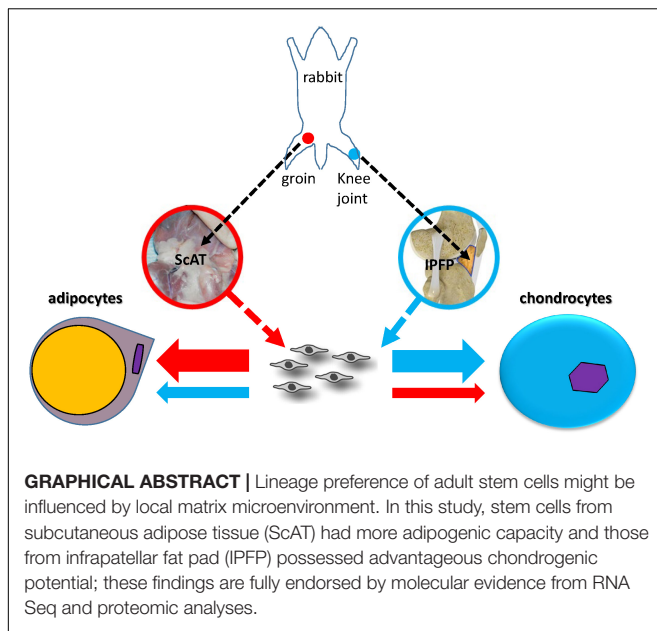 rabbit
groin
Knee
joint
ScAT
IPFP
adipocytes
chondrocytes
GRAPHICAL ABSTRACT | Lineage preference of adult stem cells might be
influenced by local matrix microenvironment. In this study, stem cells from
subcutaneous adipose tissue (ScAT) had more adipogenic capacity and those
from infrapatellar fat pad (IPFP) possessed advantageous chondrogenic
potential; these findings are fully endorsed by molecular evidence from RNA
Seq and proteomic analyses.